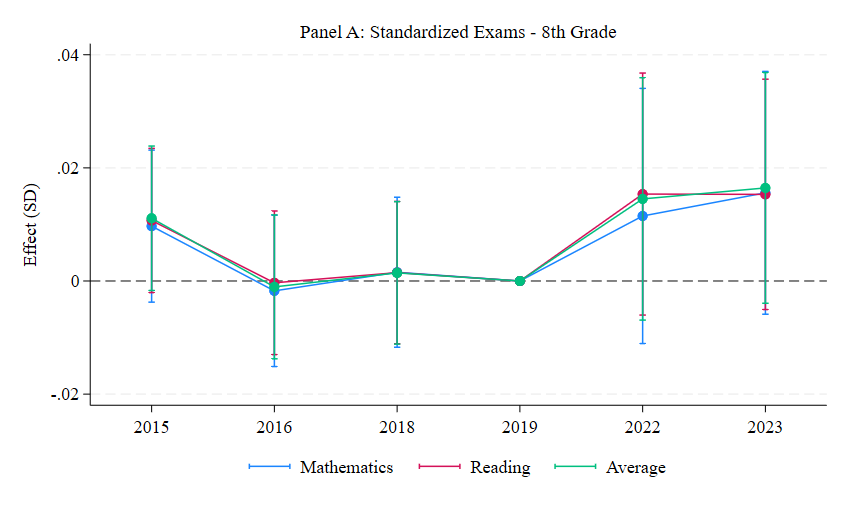 Panel A: Standardized Exams - 8th Grade
Effect (SD)
.04
.02
0
-.02
2015 2016 2018 2019 2022 2023
Mathematics Reading Average